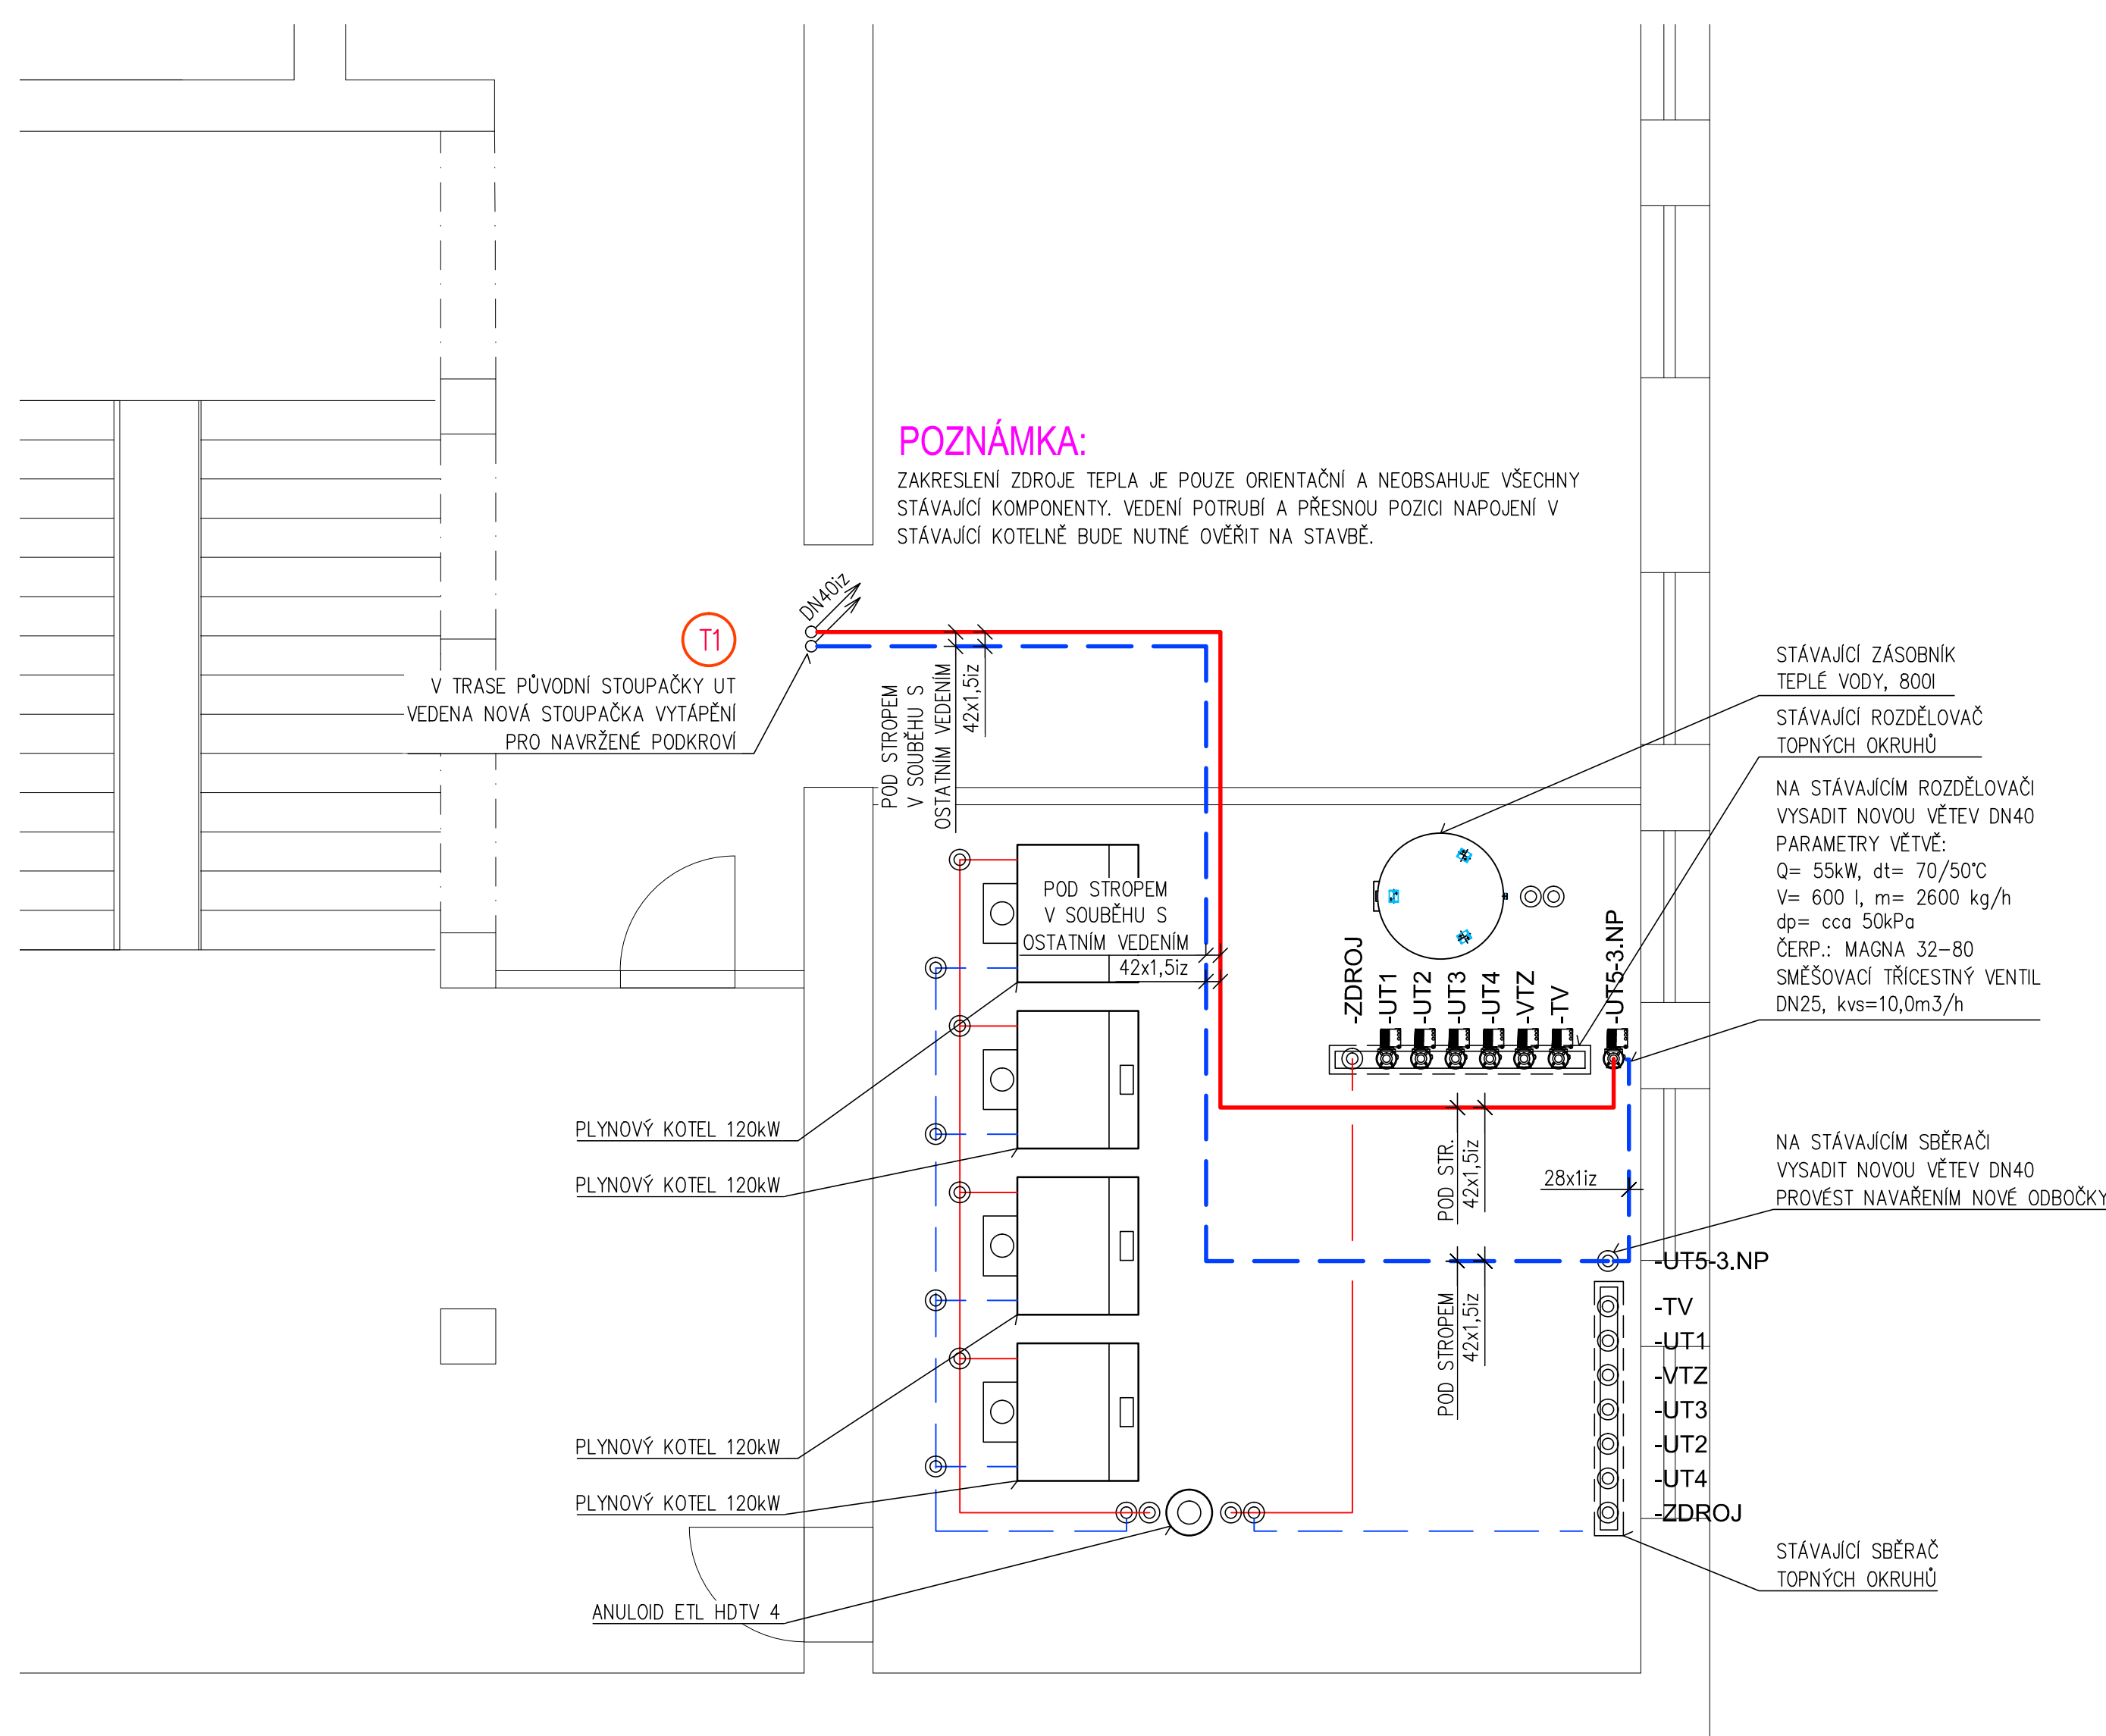 POZNÁMKA:
ZAKRESLENÍ ZDROJE TEPLA JE POUZE ORIENTAČNÍ A NEOBSAHUJE VŠECHNY
STÁVAJÍCÍ KOMPONENTY. VEDENÍ POTRUBÍ A PŘESNOU POZICI NAPOJENÍ V
STÁVAJÍCÍ KOTELNĚ BUDE NUTNÉ OVĚŘIT NA STAVBĚ.
DN40iz
T1
V TRASE PŮVODNÍ STOUPAČKY UT
VEDENA NOVÁ STOUPAČKA VYTÁPĚNÍ
PRO NAVRŽENÉ PODKROVÍ
POD STROPEM
V SOUBĚHU S
OSTATNÍM VEDENÍM
42x1,5iz
STÁVAJÍCÍ ZÁSOBNÍK
TEPLÉ VODY, 800l
STÁVAJÍCÍ ROZDĚLOVAČ
TOPNÝCH OKRUHŮ
NA STÁVAJÍCÍM ROZDĚLOVAČI
VYSADIT NOVOU VĚTEV DN40
PARAMETRY VĚTVĚ:
Q= 55kW, dt= 70/50°C
V= 600 l, m= 2600 kg/h
dp= cca 50kPa
ČERP.: MAGNA 32-80
SMĚŠOVACÍ TŘÍCESTNÝ VENTIL
DN25, kvs=10,0m3/h
POD STROPEM
V SOUBĚHU S
OSTATNÍM VEDENÍM
42x1,5iz
-ZDROJ
-UT1
-UT2
-UT3
-UT4
-VTZ
-TV
-UT5-3.NP
PLYNOVÝ KOTEL 120kW
PLYNOVÝ KOTEL 120kW
POD STR.
42x1,5iz
28x1iz
NA STÁVAJÍCÍM SBĚRAČI
VYSADIT NOVOU VĚTEV DN40
PROVÉST NAVAŘENÍM NOVÉ ODBOČKY
POD STROPEM
42x1,5iz
-UT5-3.NP
-TV
-UT1
-VTZ
-UT3
-UT2
-UT4
-ZDROJ
PLYNOVÝ KOTEL 120kW
PLYNOVÝ KOTEL 120kW
STÁVAJÍCÍ SBĚRAČ
TOPNÝCH OKRUHŮ
ANULOID ETL HDTV 4